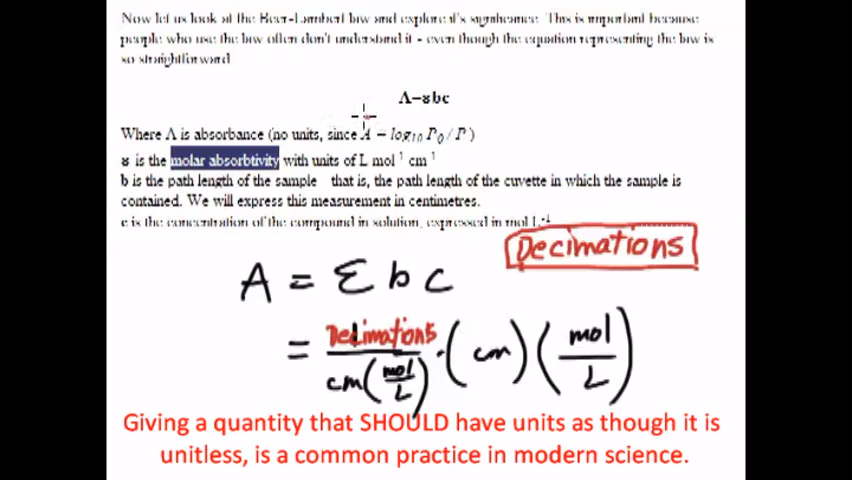 Now let us look at the Beer-Lambert law and explore it's significance. This is important because
people who use the law often don't understand it - even though the equation representing the law is
so straightforward
A=εbc
Where A is absorbance (no units, since A = log10 P0 / P )
ε is the molar absorbtivity with units of L mol-1 cm-1
b is the path length of the sample that is, the path length of the cuvette in which the sample is
contained. We will express this measurement in centimetres.
c is the concentration of the compound in solution, expressed in mol L-1
Decimations
A = Ɛ b c
= Decimations / cm(mol/L) · (cm) (mol/L)
Giving a quantity that SHOULD have units as though it is
unitless, is a common practice in modern science.